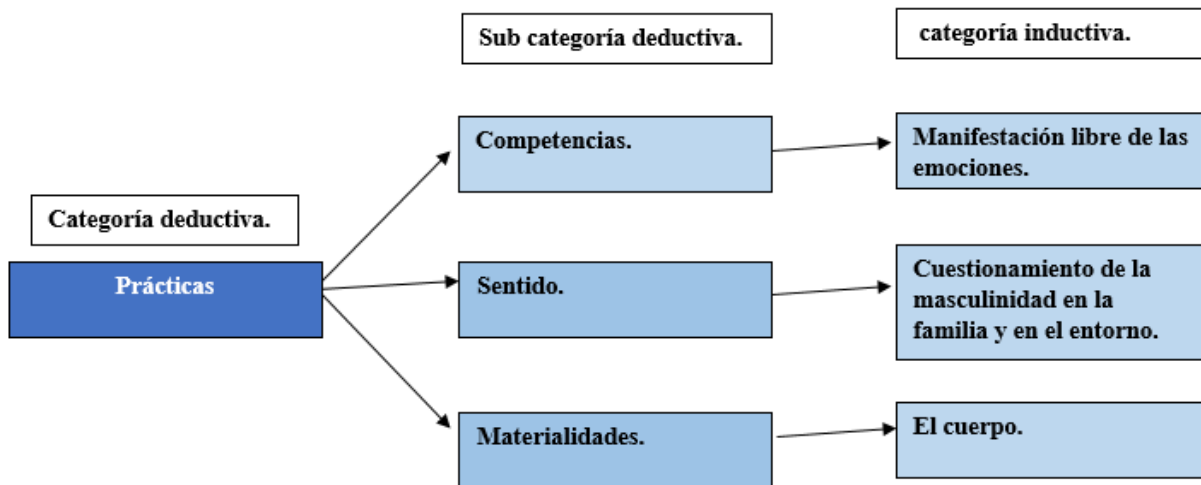 Sub categoría deductiva.
categoría inductiva.
Competencias.
Manifestación libre de las
emociones.
Categoría deductiva.
Prácticas
Sentido.
Cuestionamiento de la
masculinidad en la
familia y en el entorno.
Materialidades.
El cuerpo.